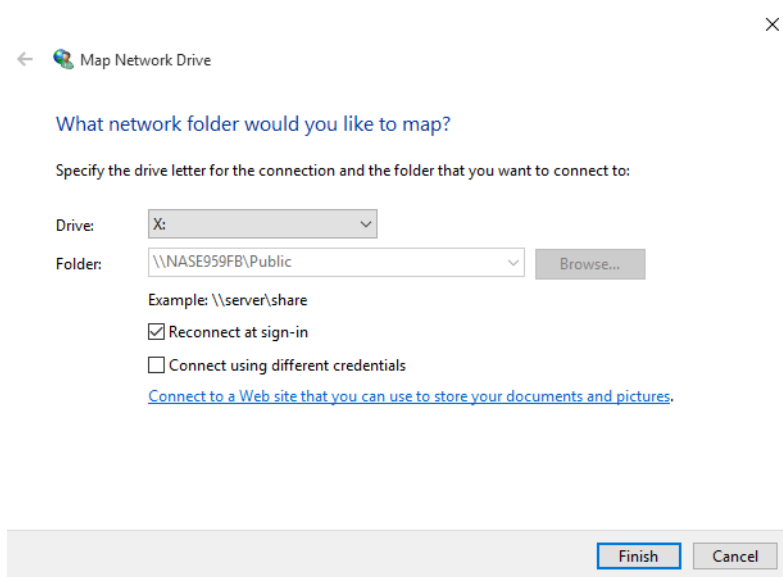 Map Network Drive
What network folder would you like to map?
Specify the drive letter for the connection and the folder that you want to connect to:
Drive: X:
Folder: \\NASE959FB\Public Browse...
Example: \\server\share
Reconnect at sign-in
Connect using different credentials
Connect to a Web site that you can use to store your documents and pictures.
Finish Cancel